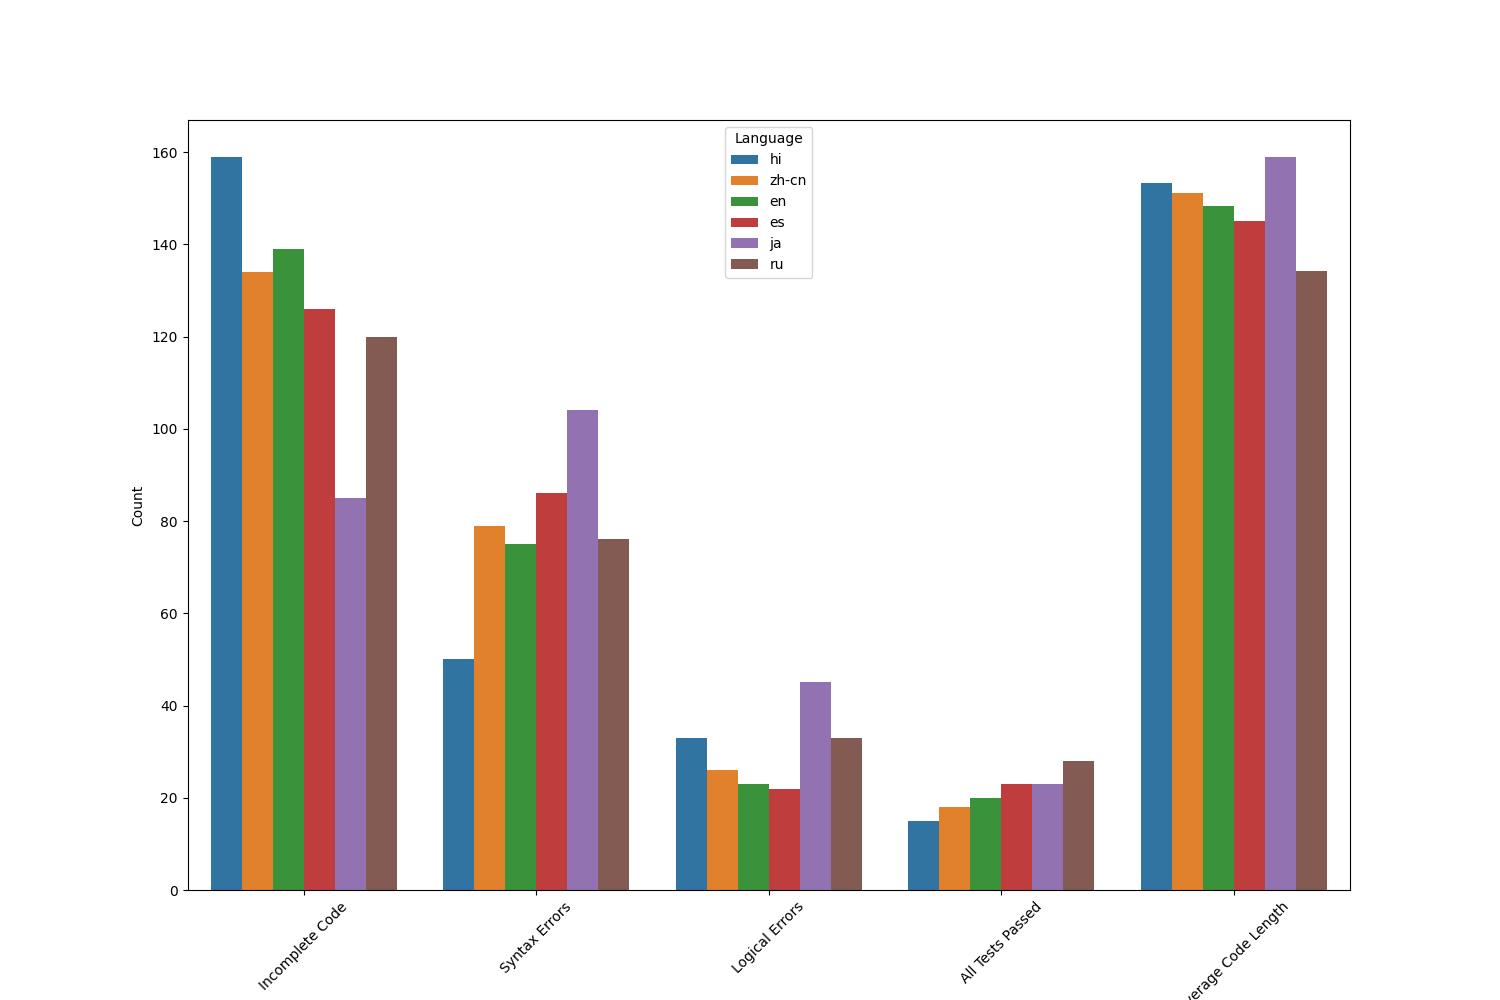 Language
hi
zh-cn
en
es
ja
ru
Count
160
140
120
100
80
60
40
20
0
Incomplete Code
Syntax Errors
Logical Errors
All Tests Passed
Code Length